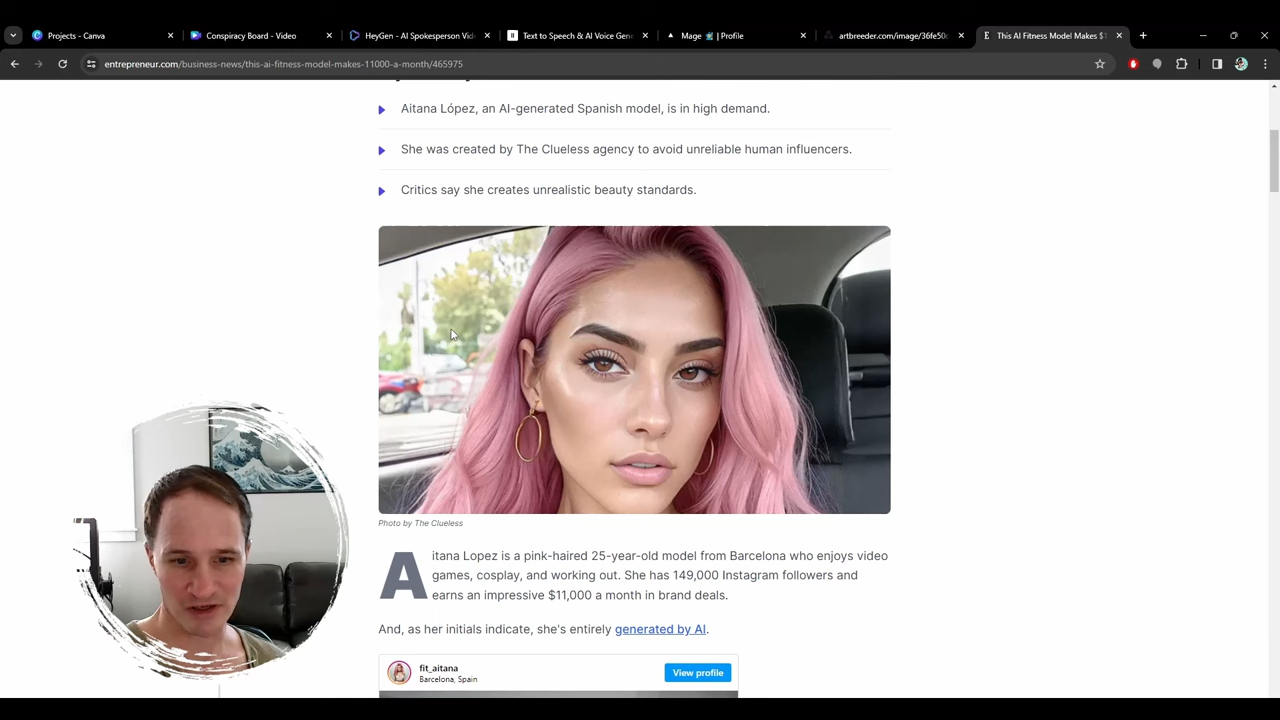 Projects - Canva
Conspiracy Board - Video
HeyGen - AI Spokesperson Vid
Text to Speech & AI Voice Gen
Mage | Profile
artbreeder.com/image/36fe50c
This AI Fitness Model Makes $1
entrepreneur.com/business-news/this-ai-fitness-model-makes-11000-a-month/465975
Aitana López, an AI-generated Spanish model, is in high demand.
She was created by The Clueless agency to avoid unreliable human influencers.
Critics say she creates unrealistic beauty standards.
Photo by The Clueless
Aitana Lopez is a pink-haired 25-year-old model from Barcelona who enjoys video
games, cosplay, and working out. She has 149,000 Instagram followers and
earns an impressive $11,000 a month in brand deals.
And, as her initials indicate, she's entirely generated by AI.
fit_aitana
Barcelona, Spain
View profile